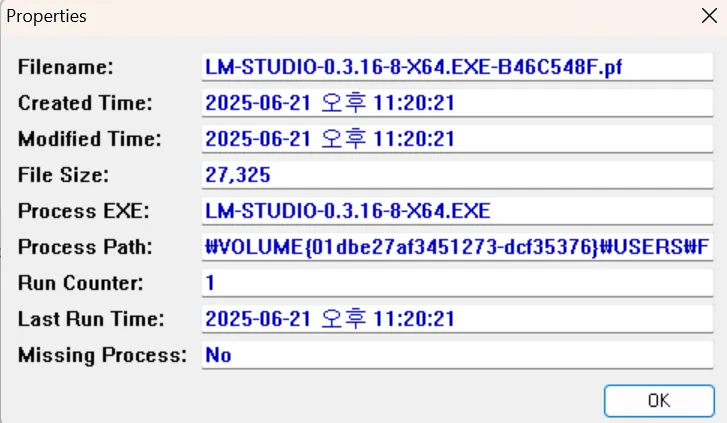 Properties
Filename: LM-STUDIO-0.3.16-8-X64.EXE-B46C548F.pf
Created Time: 2025-06-21 오후 11:20:21
Modified Time: 2025-06-21 오후 11:20:21
File Size: 27,325
Process EXE: LM-STUDIO-0.3.16-8-X64.EXE
Process Path: ₩VOLUME{01dbe27af3451273-dcf35376}₩USERS₩F
Run Counter: 1
Last Run Time: 2025-06-21 오후 11:20:21
Missing Process: No
OK